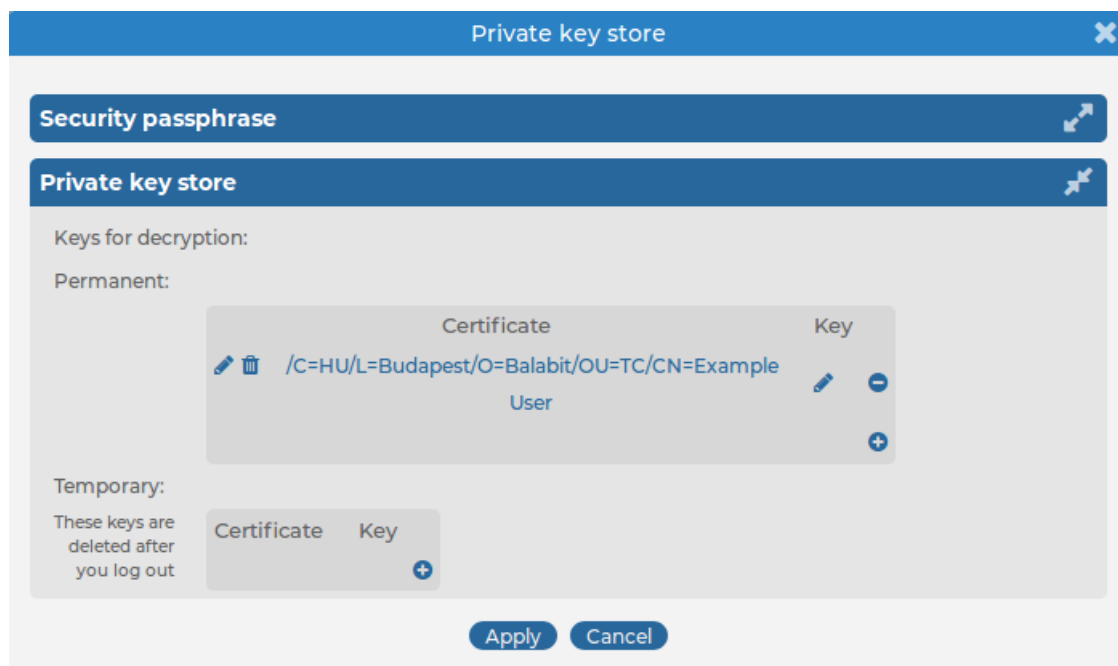 Private key store
Security passphrase
Private key store
Keys for decryption:
Permanent:
Certificate Key
/C=HU/L=Budapest/O=Balabit/OU=TC/CN=Example
User
Temporary:
These keys are
deleted after
you log out
Certificate Key
Apply Cancel